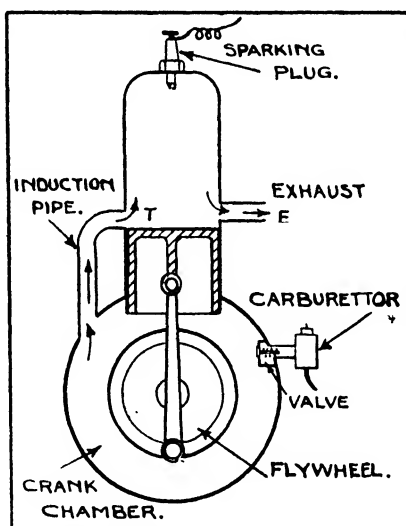 SPARKING
PLUG.
INDUCTION
PIPE.
T
EXHAUST
E
CARBURETTOR
VALVE
FLYWHEEL.
CRANK
CHAMBER.